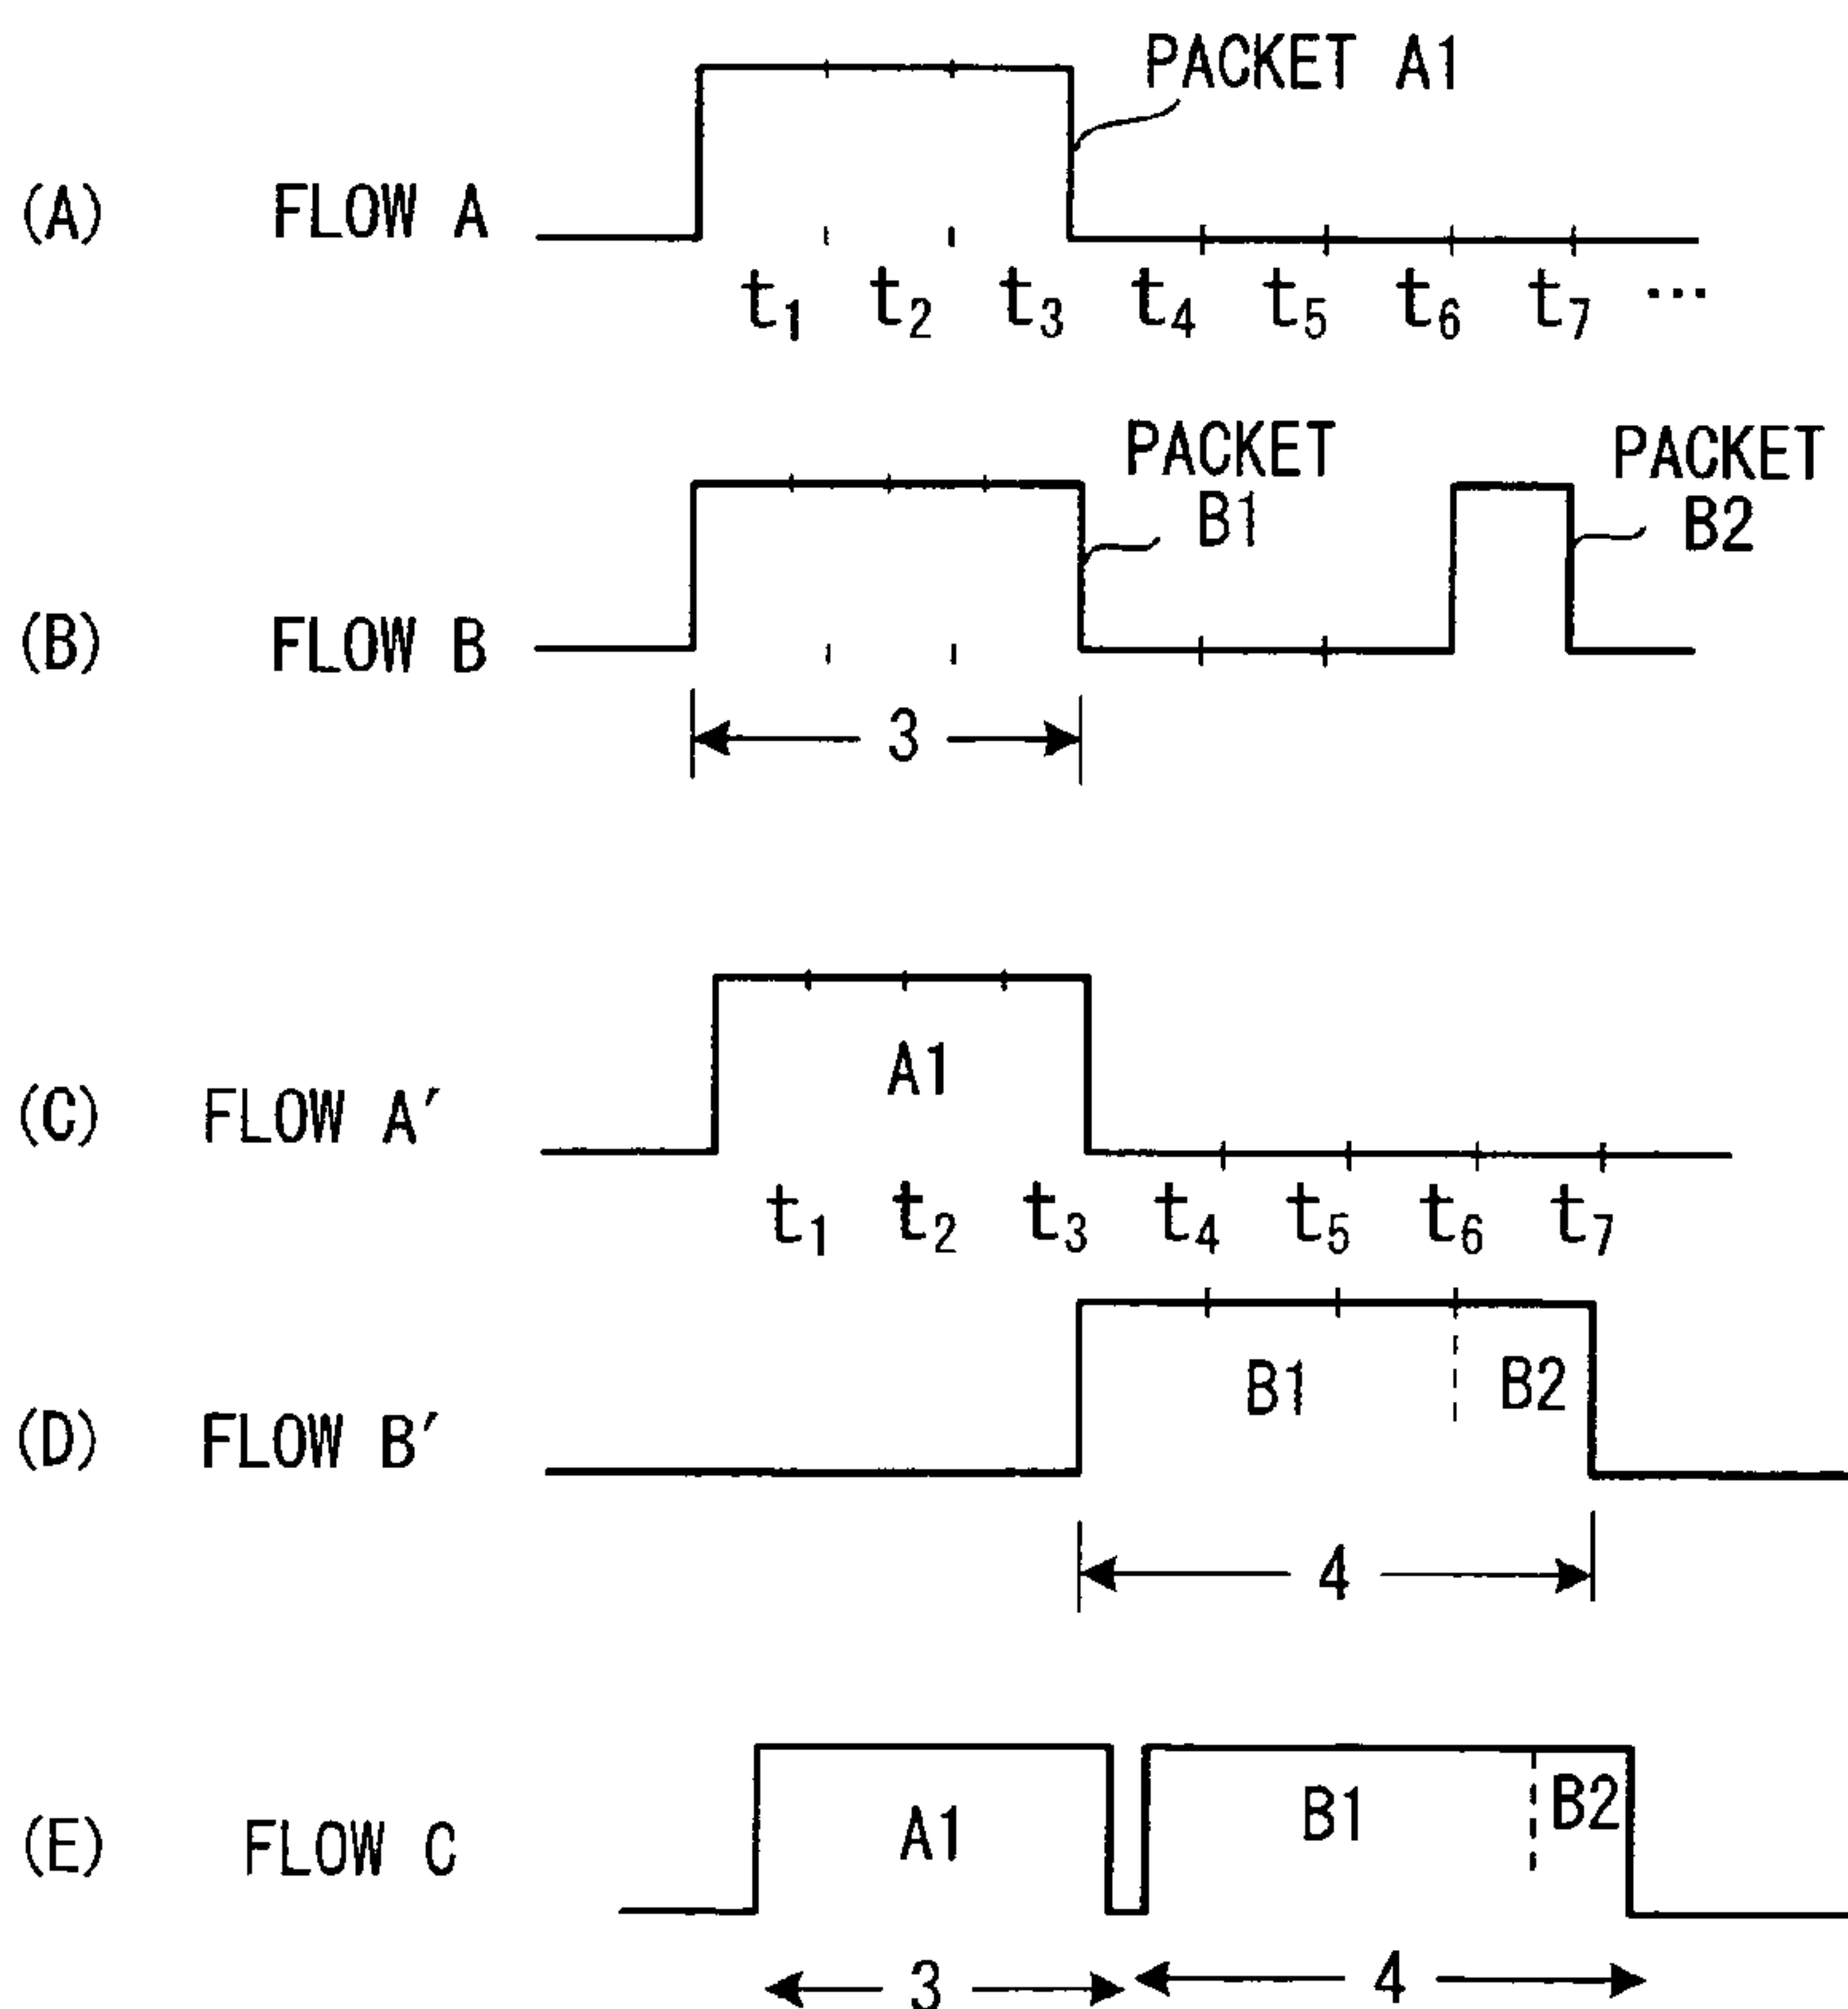 PACKET A1
(A) FLOW A
t1 t2 t3 t4 t5 t6 t7 ...
PACKET B1
PACKET B2
(B) FLOW B
3
A1
(C) FLOW A′
t1 t2 t3 t4 t5 t6 t7
B1 B2
(D) FLOW B′
4
A1 B1 B2
(E) FLOW C
3 4